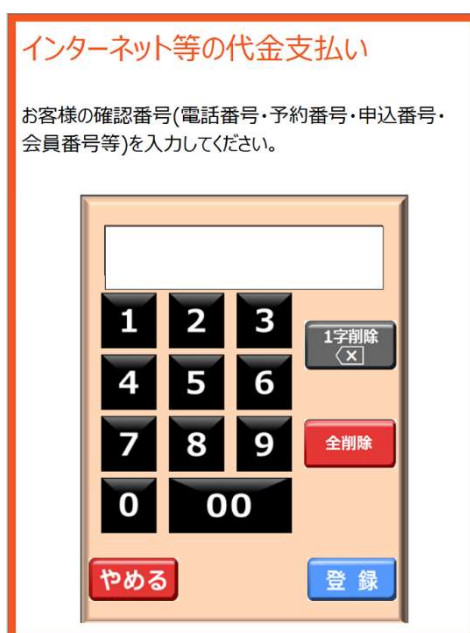 インターネット等の代金支払い
お客様の確認番号(電話番号･予約番号･申込番号･
会員番号等)を入力してください。
1 2 3
1字削除
4 5 6
7 8 9 全削除
0 00
やめる 登 録